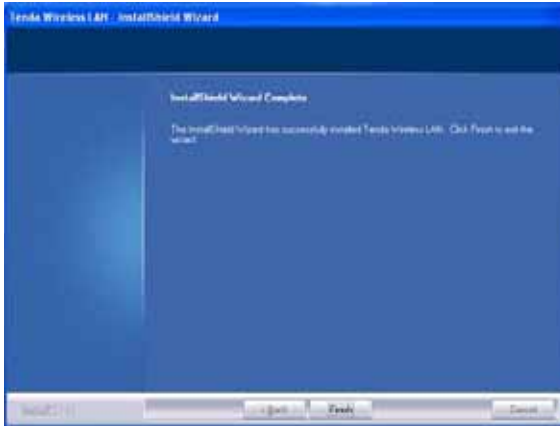 Tenda Wireless LAN - InstallShield Wizard
InstallShield Wizard Complete
The InstallShield Wizard has successfully installed Tenda Wireless LAN. Click Finish to exit the
wizard.
InstallShield
< Back
Finish
Cancel